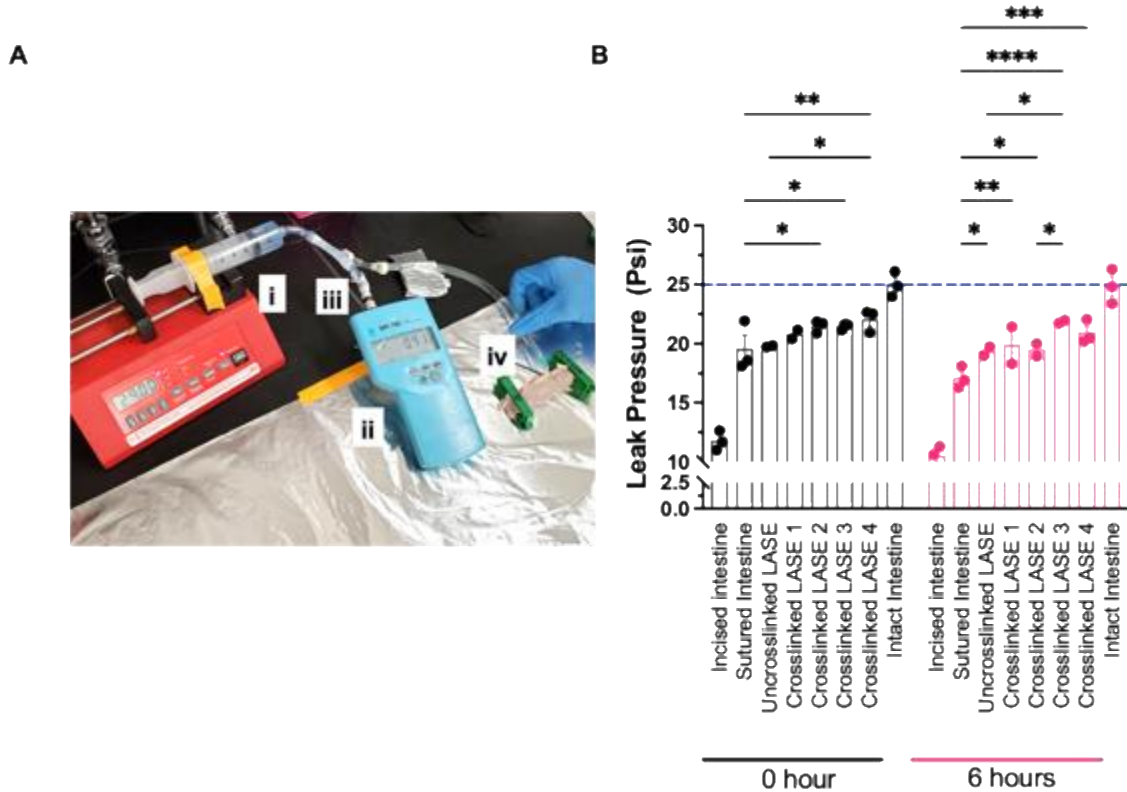 A
B
i
ii
iii
iv
***
****
**
*
*
*
*
**
*
*
*
Leak Pressure (Psi)
30
25
20
15
10
2.5
0.0
Incised intestine
Sutured Intestine
Uncrosslinked LASE
Crosslinked LASE 1
Crosslinked LASE 2
Crosslinked LASE 3
Crosslinked LASE 4
Intact Intestine
Incised intestine
Sutured Intestine
Uncrosslinked LASE
Crosslinked LASE 1
Crosslinked LASE 2
Crosslinked LASE 3
Crosslinked LASE 4
Intact Intestine
0 hour
6 hours